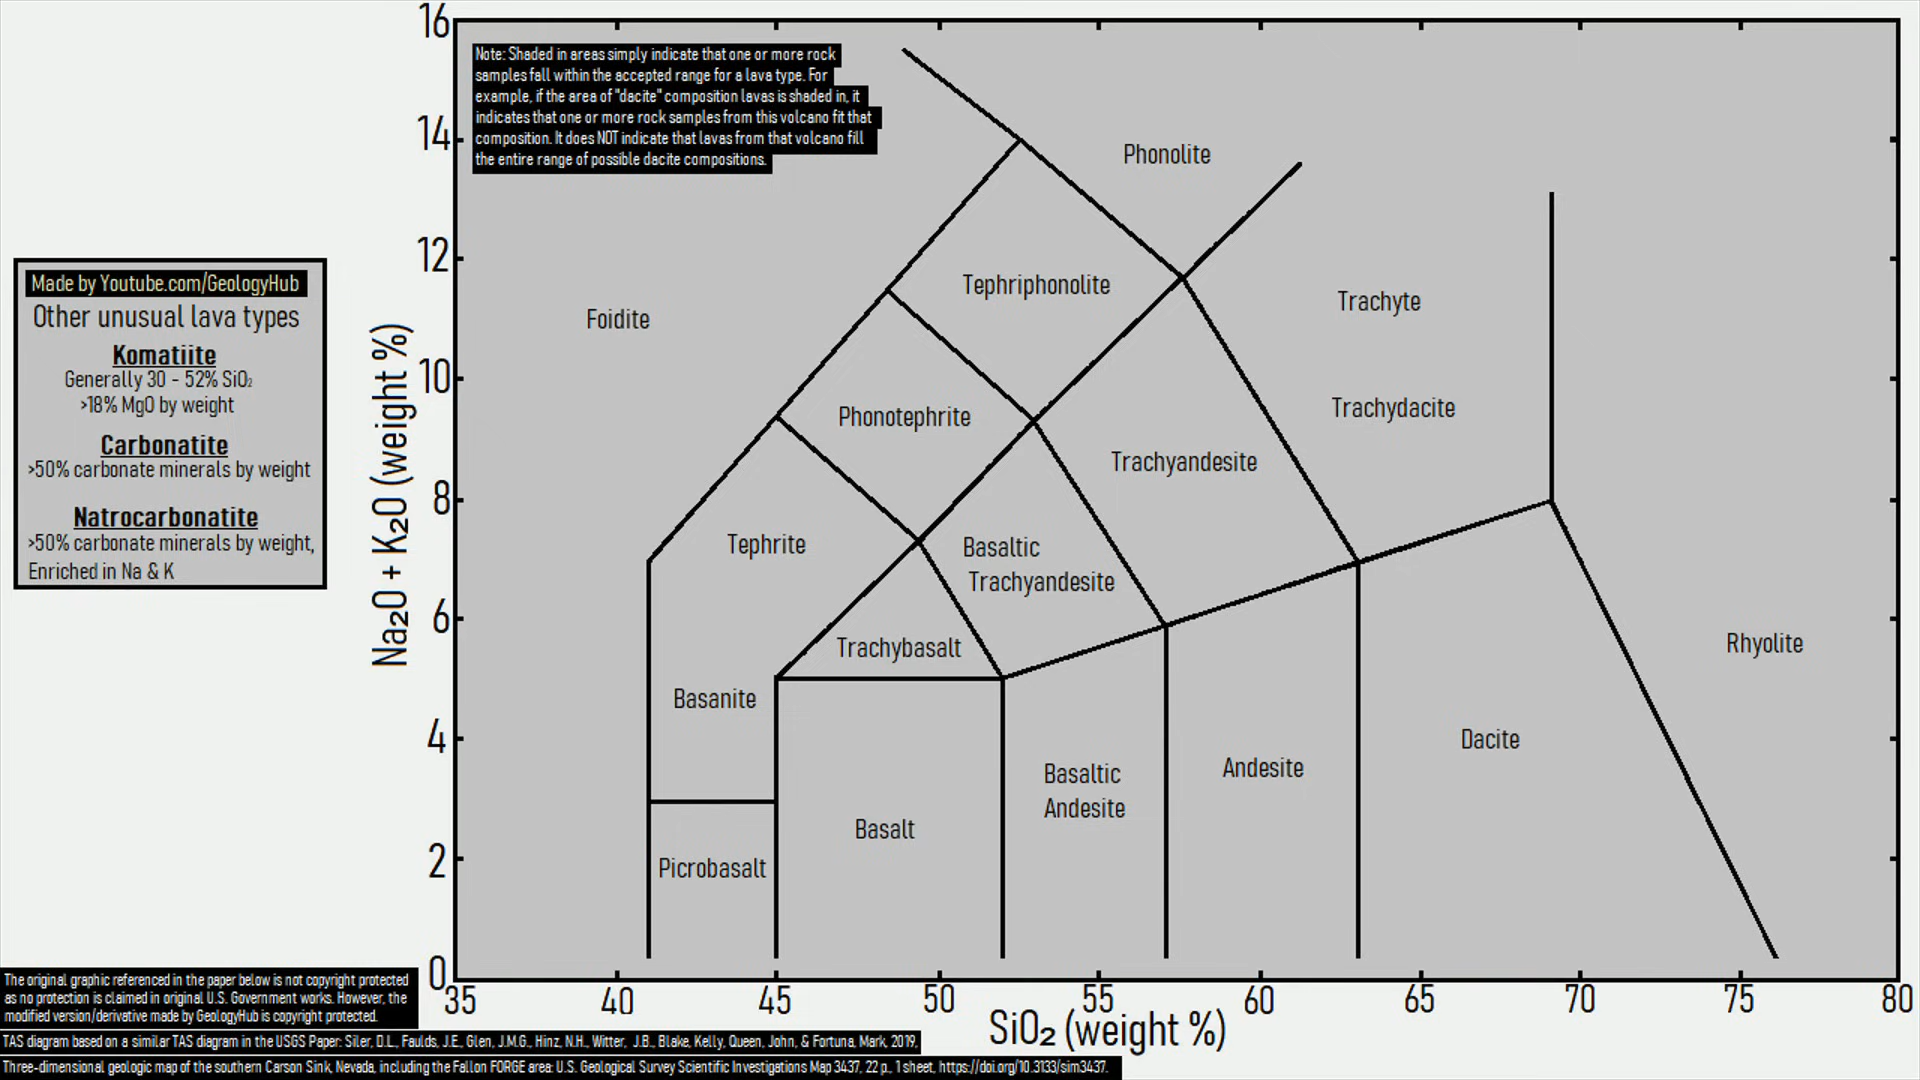 16
14
12
10
8
6
4
2
0
Na₂O + K₂O (weight %)
35
40
45
50
55
60
65
70
75
80
SiO₂ (weight %)
Note: Shaded in areas simply indicate that one or more rock
samples fall within the accepted range for a lava type. For
example, if the area of "dacite" composition lavas is shaded in, it
indicates that one or more rock samples from this volcano fit that
composition. It does NOT indicate that lavas from that volcano fill
the entire range of possible dacite compositions.
Phonolite
Tephriphonolite
Trachyte
Foidite
Trachydacite
Phonotephrite
Trachyandesite
Tephrite
Basaltic
Trachyandesite
Trachybasalt
Rhyolite
Basanite
Dacite
Andesite
Basaltic
Andesite
Basalt
Picrobasalt
Made by Youtube.com/GeologyHub
Other unusual lava types
Komatiite
Generally 30 - 52% SiO₂
>18% MgO by weight
Carbonatite
>50% carbonate minerals by weight
Natrocarbonatite
>50% carbonate minerals by weight,
Enriched in Na & K
The original graphic referenced in the paper below is not copyright protected
as no protection is claimed in original U.S. Government works. However, the
modified version/derivative made by GeologyHub is copyright protected.
TAS diagram based on a similar TAS diagram in the USGS Paper: Siler, D.L., Faulds, J.E., Glen, J.M.G., Hinz, N.H., Witter, J.B., Blake, Kelly, Queen, John, & Fortuna, Mark, 2019,
Three-dimensional geologic map of the southern Carson Sink, Nevada, including the Fallon FORGE area: U.S. Geological Survey Scientific Investigations Map 3437, 22 p., 1 sheet, https://doi.org/10.3133/sim3437.